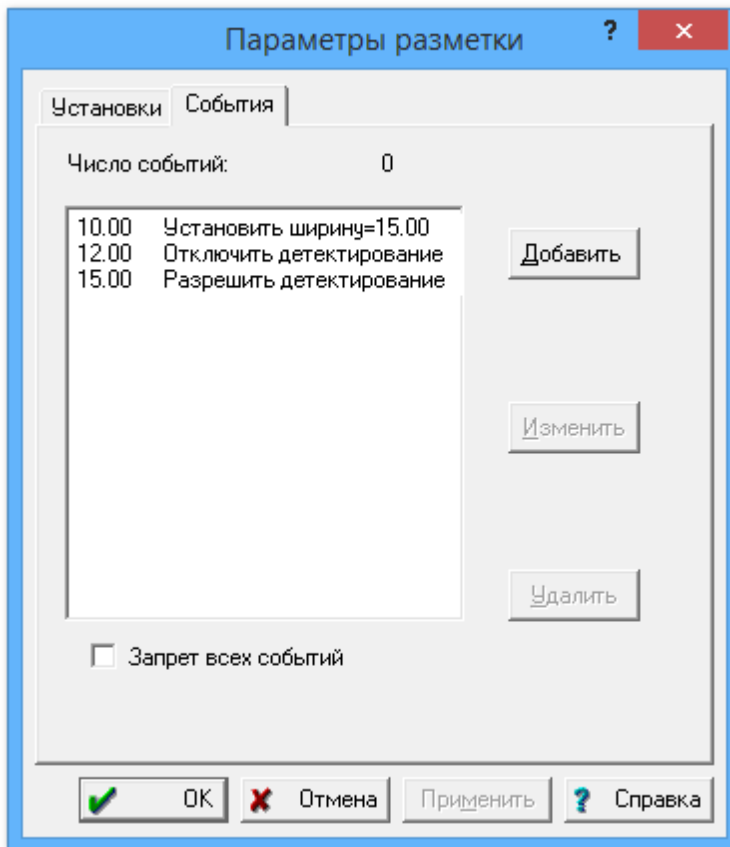 Параметры разметки ? ×
Установки События
Число событий: 0
10.00 Установить ширину=15.00
12.00 Отключить детектирование
15.00 Разрешить детектирование
Добавить
Изменить
Удалить
Запрет всех событий
OK Отмена Применить ? Справка